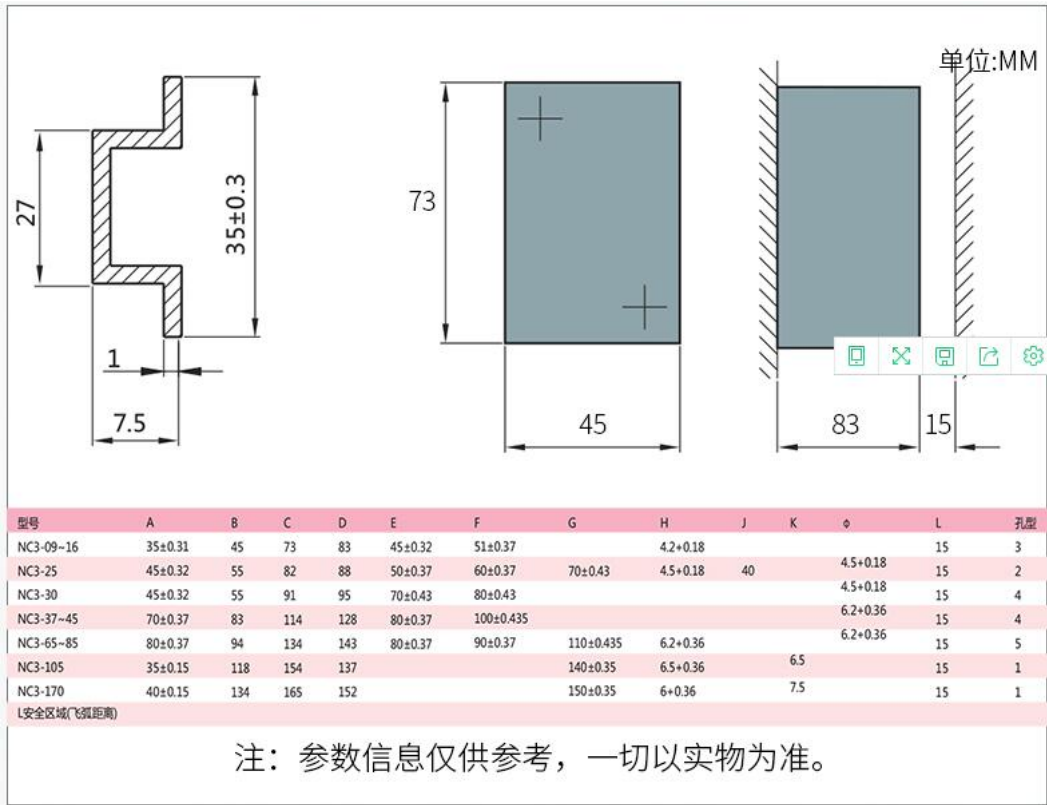 单位:MM
27
35±0.3
1
7.5
73
45
83
15
型号 A B C D E F G H J K Φ L 孔型
NC3-09~16 35±0.31 45 73 83 45±0.32 51±0.37 4.2+0.18 15 3
NC3-25 45±0.32 55 82 88 50±0.37 60±0.37 70±0.43 4.5+0.18 40 4.5+0.18 15 2
NC3-30 45±0.32 55 91 95 70±0.43 80±0.43 4.5+0.18 15 4
NC3-37~45 70±0.37 83 114 128 80±0.37 100±0.435 6.2+0.36 15 4
NC3-65~85 80±0.37 94 134 143 80±0.37 90±0.37 110±0.435 6.2+0.36 6.2+0.36 15 5
NC3-105 35±0.15 118 154 137 140±0.35 6.5+0.36 6.5 15 1
NC3-170 40±0.15 134 165 152 150±0.35 6+0.36 7.5 15 1
L安全区域(飞弧距离)
注：参数信息仅供参考，一切以实物为准。